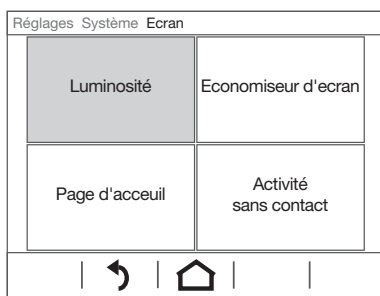 Réglages Système Ecran
Luminosité
Economiseur d'ecran
Page d'acceuil
Activité
sans contact